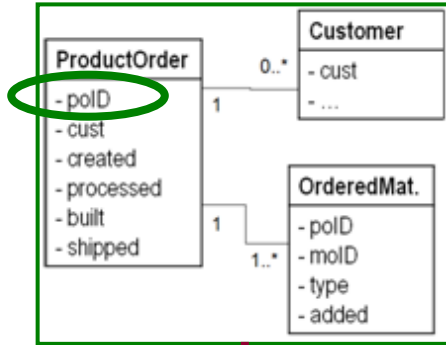 ProductOrder
- poID
- cust
- created
- processed
- built
- shipped
1
0..*
Customer
- cust
- ...
1
1..*
OrderedMat.
- poID
- moID
- type
- added